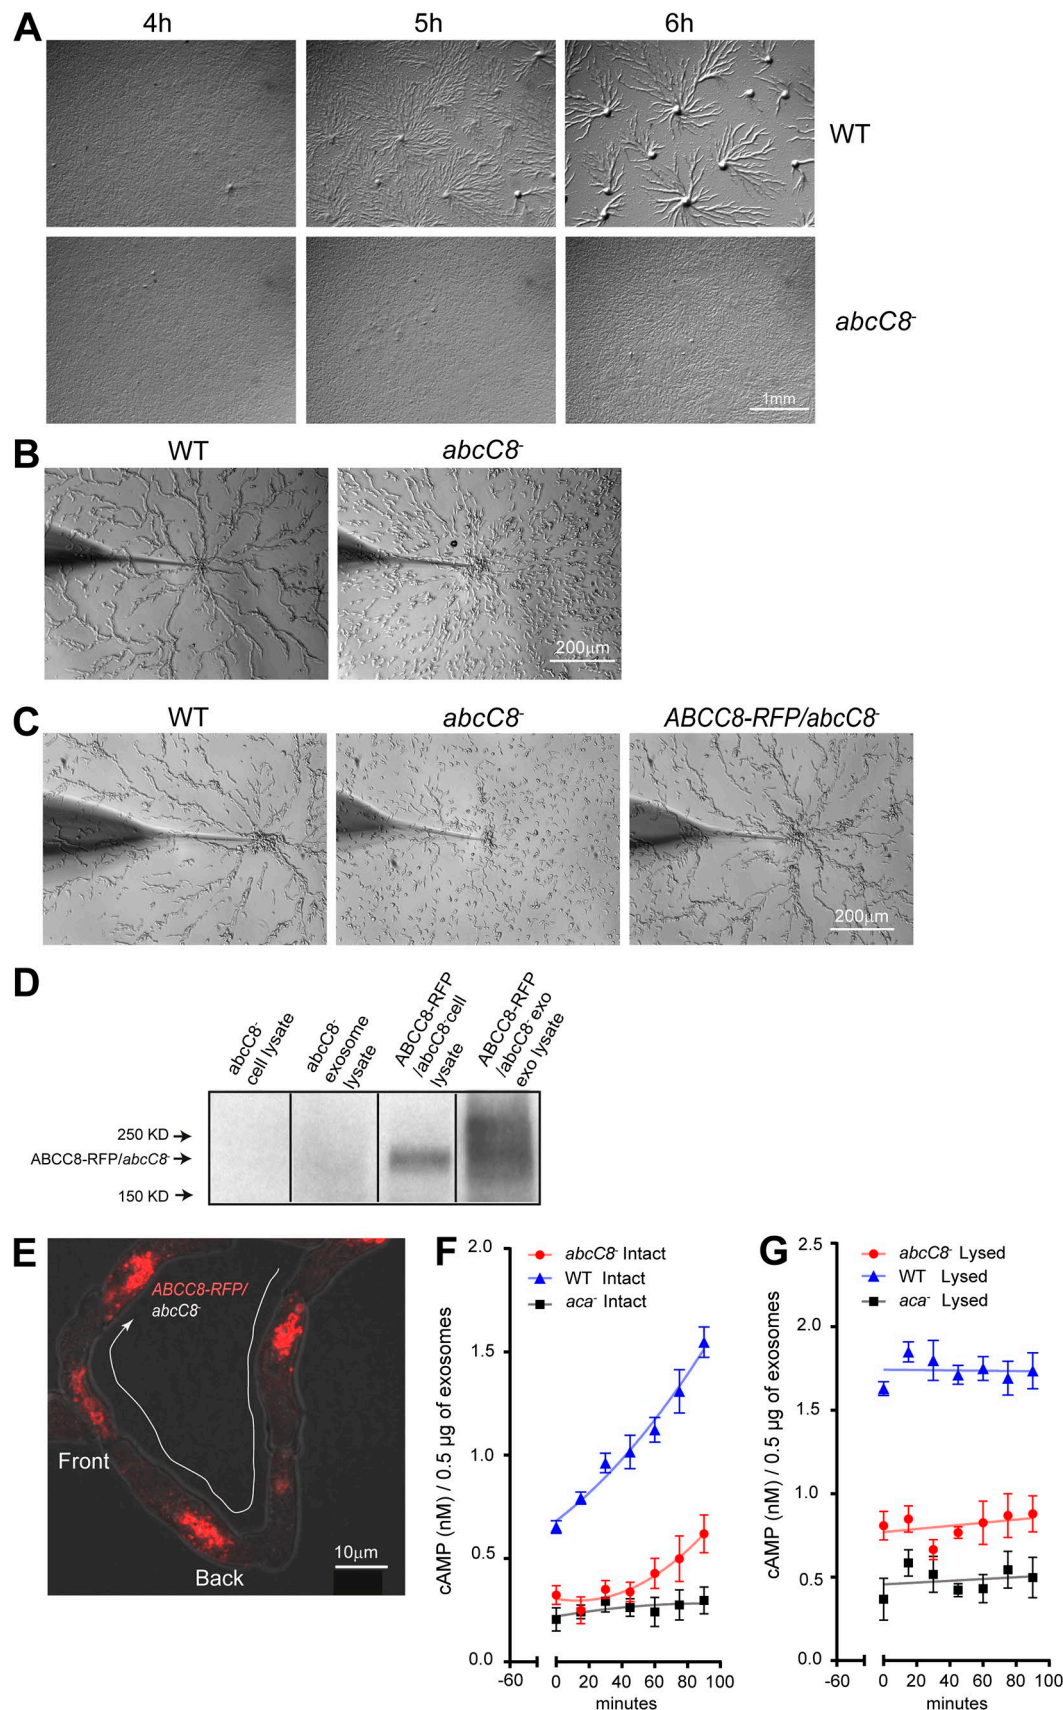 A
4h
5h
6h
WT
abcC8-
1mm
B
WT
abcC8-
200μm
C
WT
abcC8-
ABCC8-RFP/abcC8-
200μm
D
abcC8-
cell lysate
abcC8-
exosome
lysate
ABCC8-RFP
/abcC8-cell
lysate
ABCC8-RFP
/abcC8- exo
exo lysate
250 KD
ABCC8-RFP/abcC8-
150 KD
E
ABCC8-RFP/
abcC8-
Front
Back
10μm
F
abcC8- Intact
WT Intact
aca- Intact
cAMP (nM) / 0.5 μg of exosomes
2.0
1.5
1.0
0.5
0.0
-60 0 20 40 60 80 100
minutes
G
abcC8- Lysed
WT Lysed
aca- Lysed
cAMP (nM) / 0.5 μg of exosomes
2.5
2.0
1.5
1.0
0.5
0.0
-60 0 20 40 60 80 100
minutes